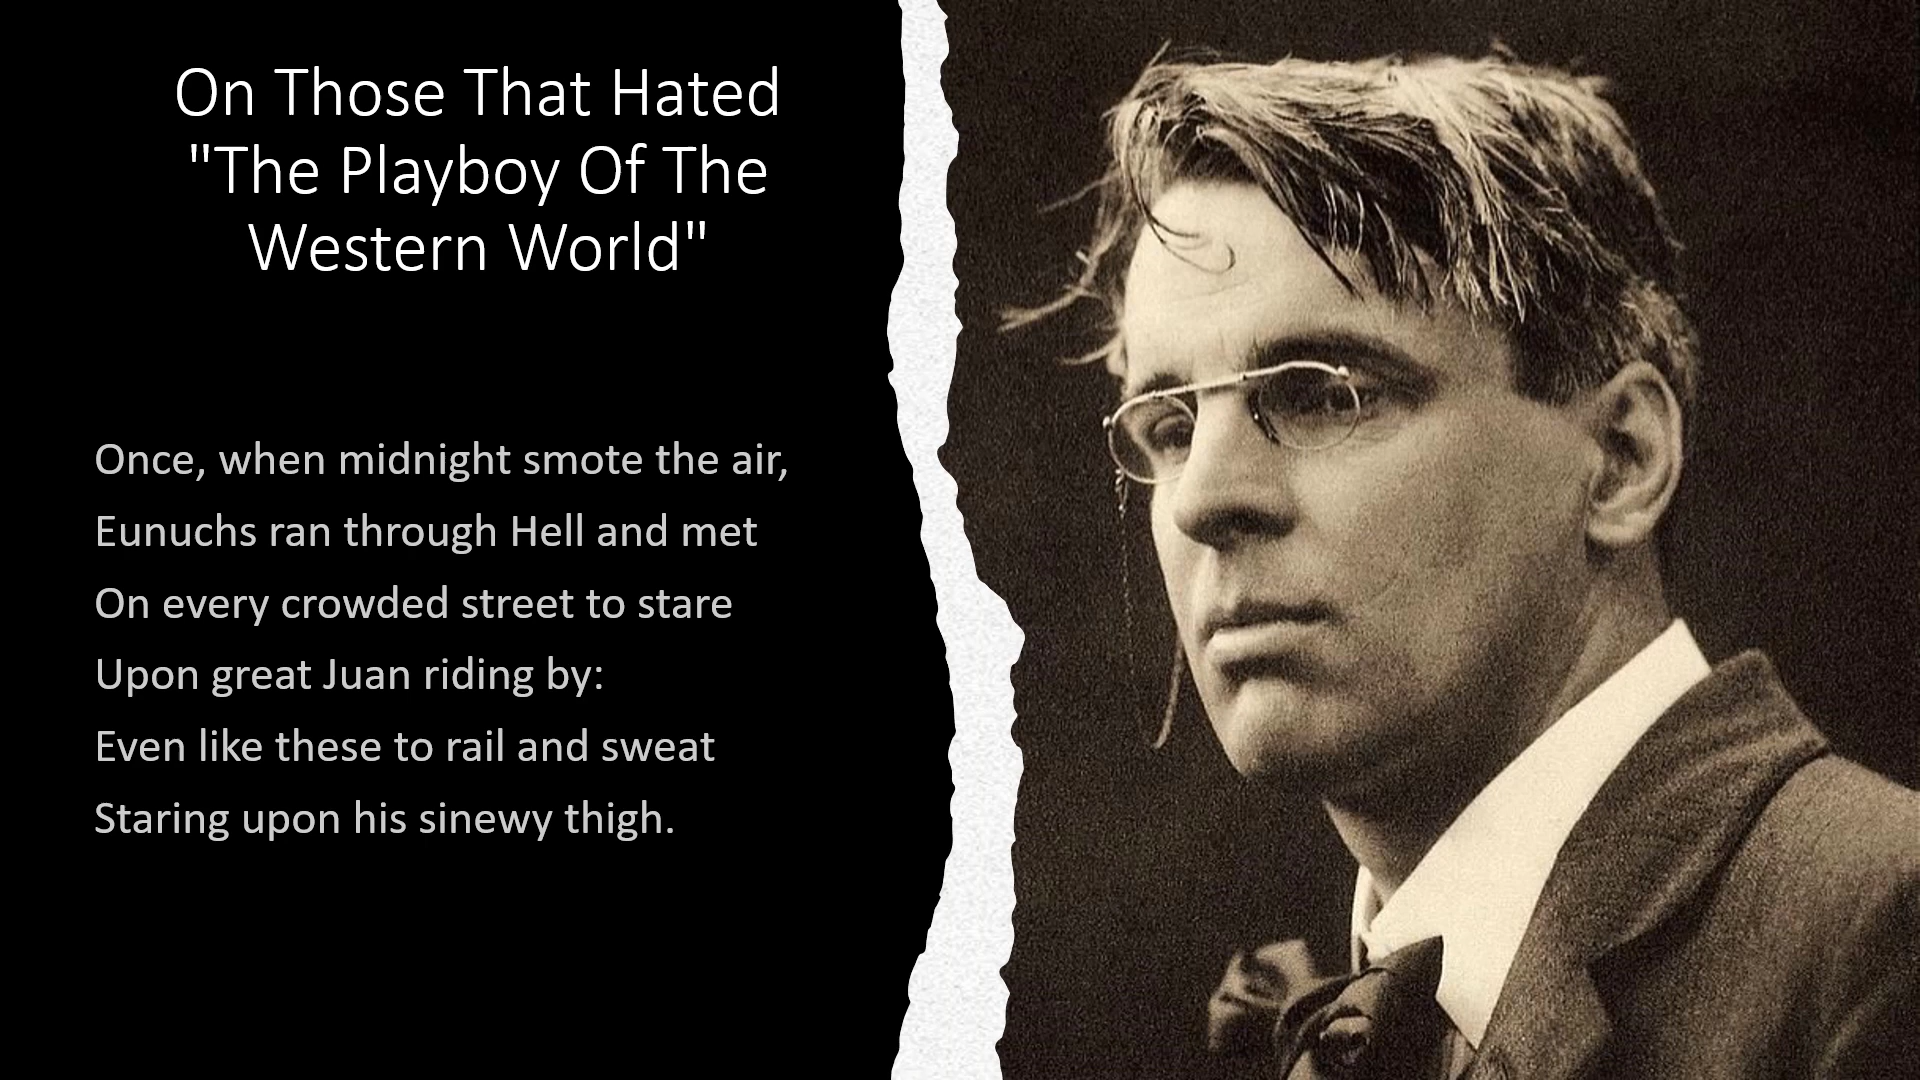 On Those That Hated
"The Playboy Of The
Western World"
Once, when midnight smote the air,
Eunuchs ran through Hell and met
On every crowded street to stare
Upon great Juan riding by:
Even like these to rail and sweat
Staring upon his sinewy thigh.